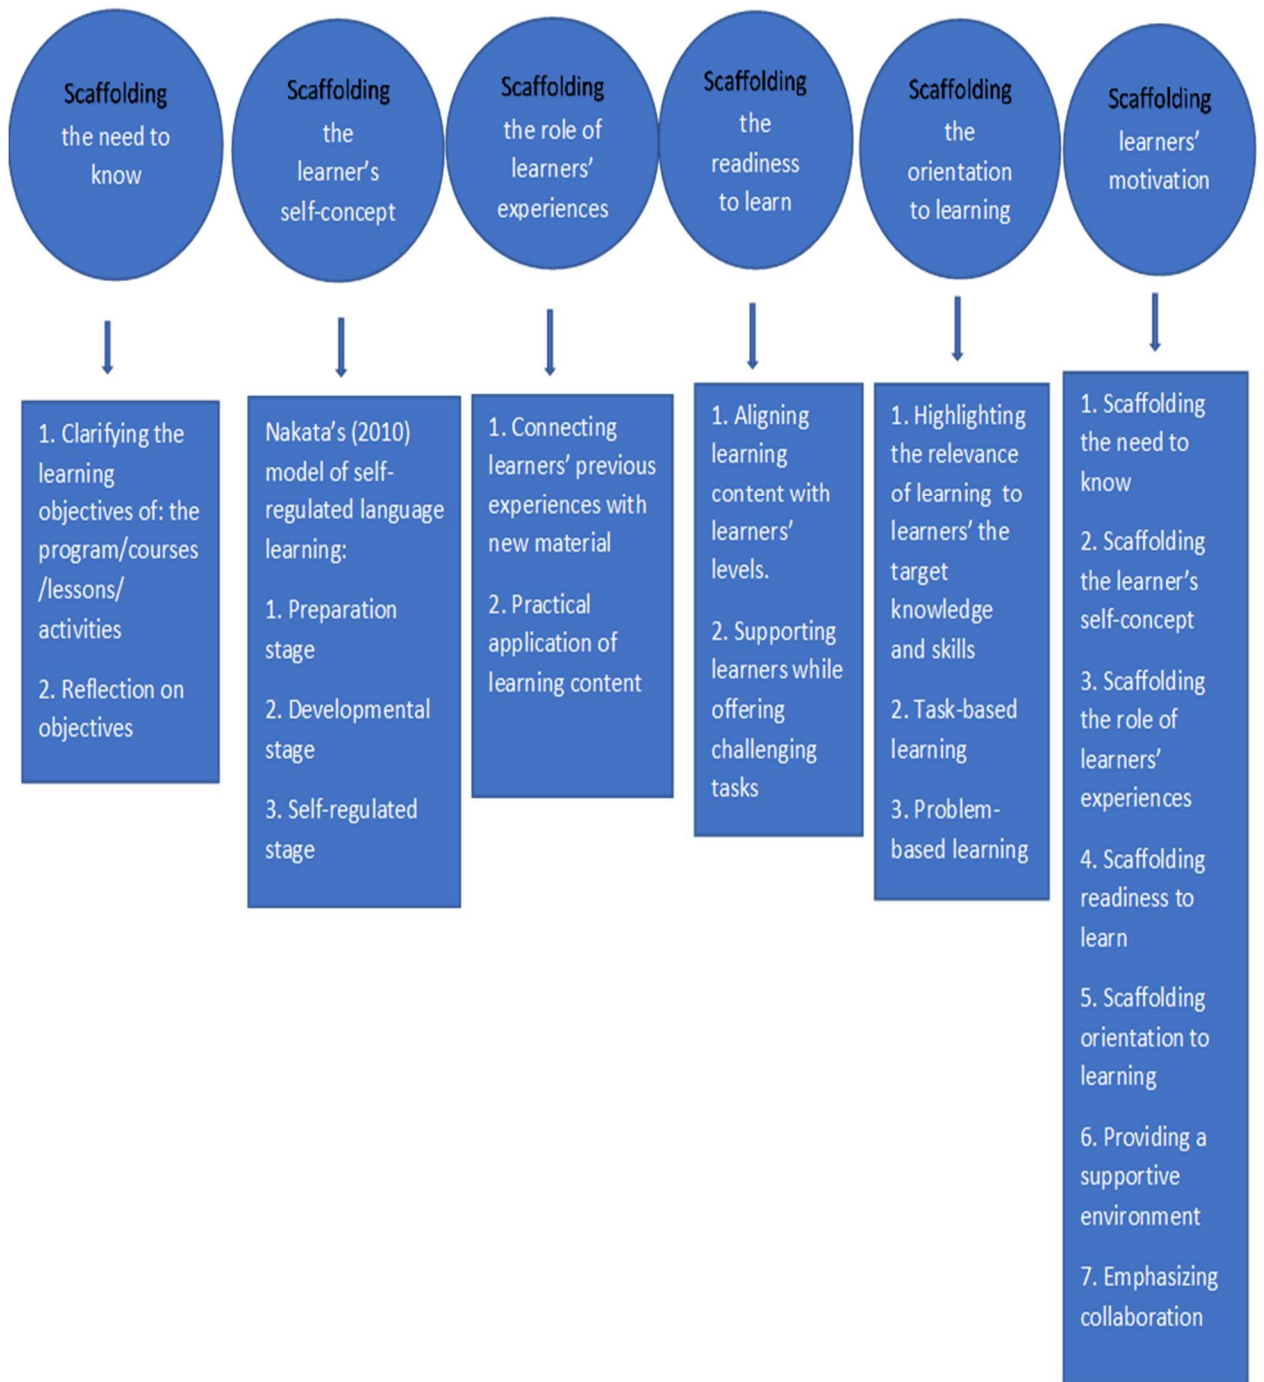 Scaffolding
the need to
know
Scaffolding
the
learner’s
self-concept
Scaffolding
the role of
learners’
experiences
Scaffolding
the
readiness
to learn
Scaffolding
the
orientation
to learning
Scaffolding
learners’
motivation
1. Clarifying the
learning
objectives of: the
program/courses
/lessons/
activities
2. Reflection on
objectives
Nakata’s (2010)
model of self-
regulated language
learning:
1. Preparation
stage
2. Developmental
stage
3. Self-regulated
stage
1. Connecting
learners’ previous
experiences with
new material
2. Practical
application of
learning content
1. Aligning
learning
content with
learners’
levels.
2. Supporting
learners while
offering
challenging
tasks
1. Highlighting
the relevance
of learning to
learners’ the
target
knowledge
and skills
2. Task-based
learning
3. Problem-
based learning
1. Scaffolding
the need to
know
2. Scaffolding
the learner’s
self-concept
3. Scaffolding
the role of
learners’
experiences
4. Scaffolding
readiness to
learn
5. Scaffolding
orientation to
learning
6. Providing a
supportive
environment
7. Emphasizing
collaboration